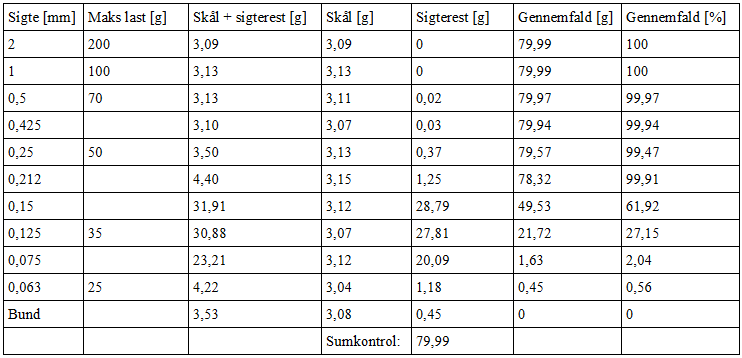 Sigte [mm] Maks last [g] Skål + sigterest [g] Skål [g] Sigterest [g] Gennemfald [g] Gennemfald [%]
2 200 3,09 3,09 0 79,99 100
1 100 3,13 3,13 0 79,99 100
0,5 70 3,13 3,11 0,02 79,97 99,97
0,425 3,10 3,07 0,03 79,94 99,94
0,25 50 3,50 3,13 0,37 79,57 99,47
0,212 4,40 3,15 1,25 78,32 99,91
0,15 31,91 3,12 28,79 49,53 61,92
0,125 35 30,88 3,07 27,81 21,72 27,15
0,075 23,21 3,12 20,09 1,63 2,04
0,063 25 4,22 3,04 1,18 0,45 0,56
Bund 3,53 3,08 0,45 0 0
Sumkontrol: 79,99